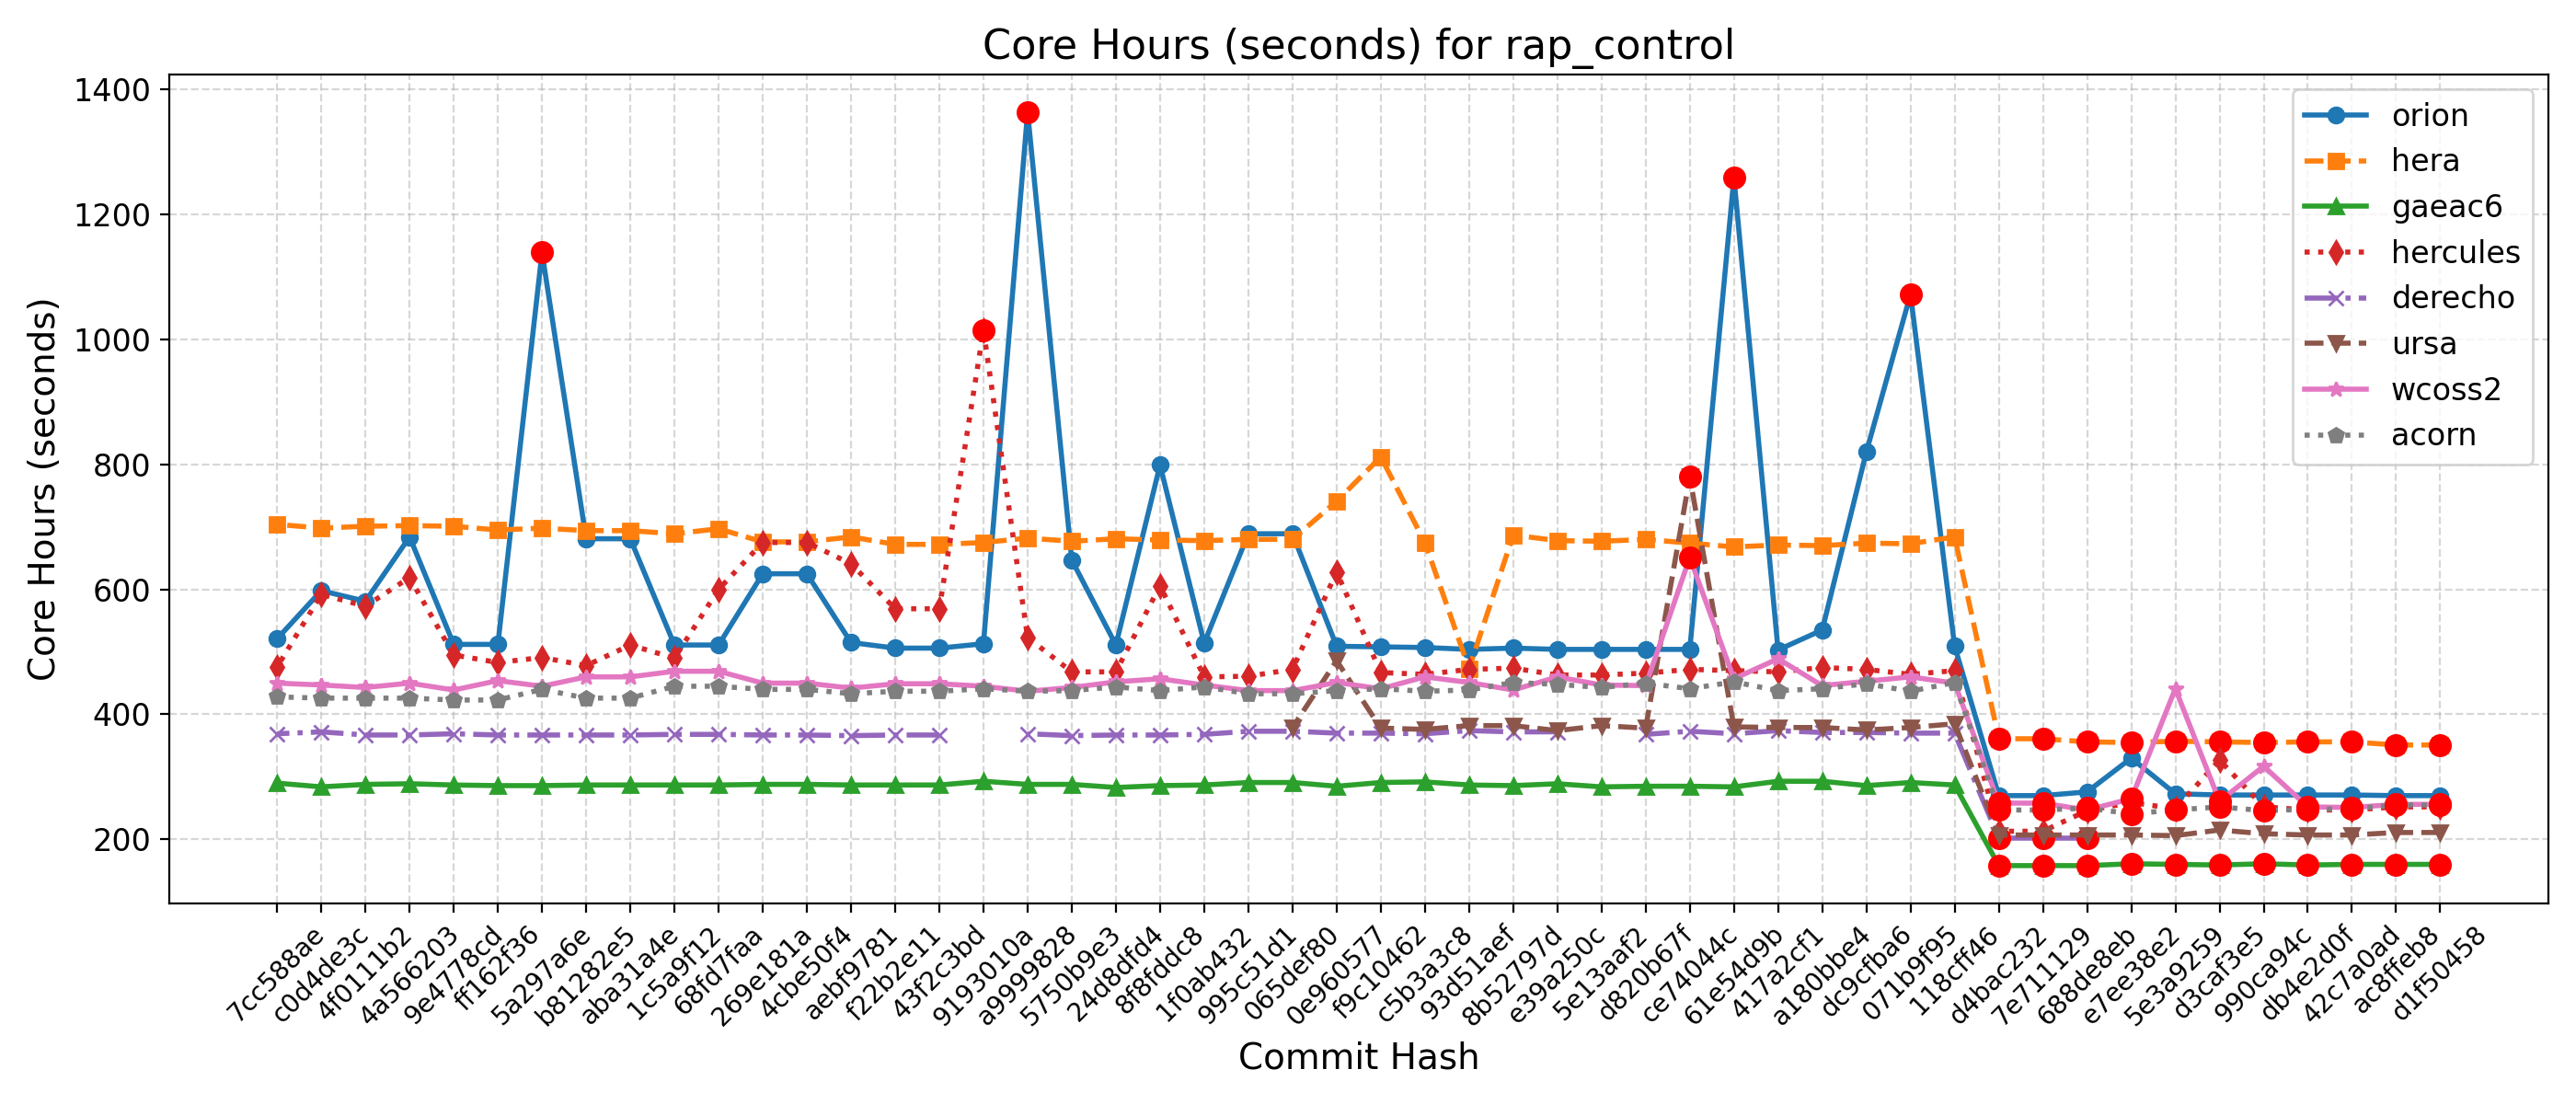 Core Hours (seconds) for rap_control
Core Hours (seconds)
1400
1200
1000
800
600
400
200
orion
hera
gaeac6
hercules
derecho
ursa
wcoss2
acorn
7cc588ae
c0d4de3c
4f0111b2
4a566203
9e4778cd
ff162f36
5a297a6e
b81282e5
aba31a4e
1c5a9f12
68fd7faa
269e181a
4cbe50f4
aebf9781
f22b2e11
43f2c3bd
9193010a
a9999828
5750b9e3
24d8dfd4
8f8fddc8
1f0ab432
995c51d1
065def80
0e960577
f9c10462
c5b3a3c8
93d51aef
8b52797d
e39a250c
5e13aaf2
d820b67f
ce74044c
61e54d9b
417a2cf1
a180bbe4
dc9cfba6
071b9f95
118cff46
d4bac232
7e711129
688de8eb
e7ee38e2
5e3a9259
d3caf3e5
990ca94c
db4e2d0f
42c7a0ad
ac8ffeb8
d1f50458
Commit Hash